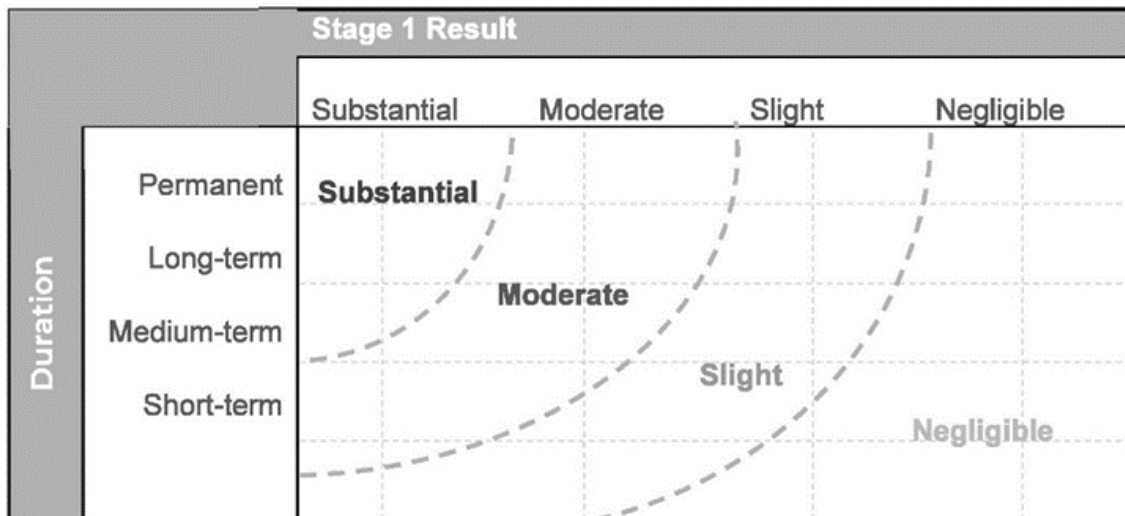 Stage 1 Result
Substantial Moderate Slight Negligible
Duration
Permanent
Substantial
Long-term
Moderate
Medium-term
Slight
Short-term
Negligible